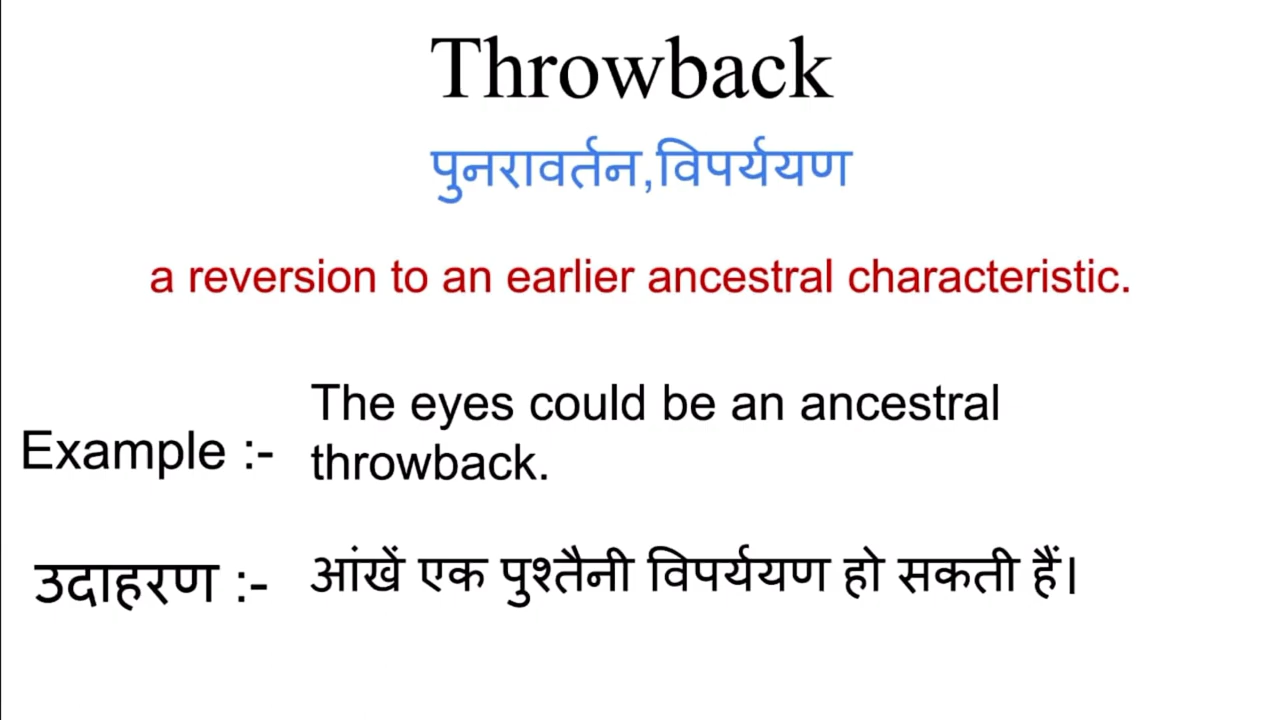 Throwback
पुनरावर्तन,विपर्ययण
a reversion to an earlier ancestral characteristic.
Example :-
The eyes could be an ancestral
throwback.
उदाहरण :-
आंखें एक पुश्तैनी विपर्ययण हो सकती हैं।